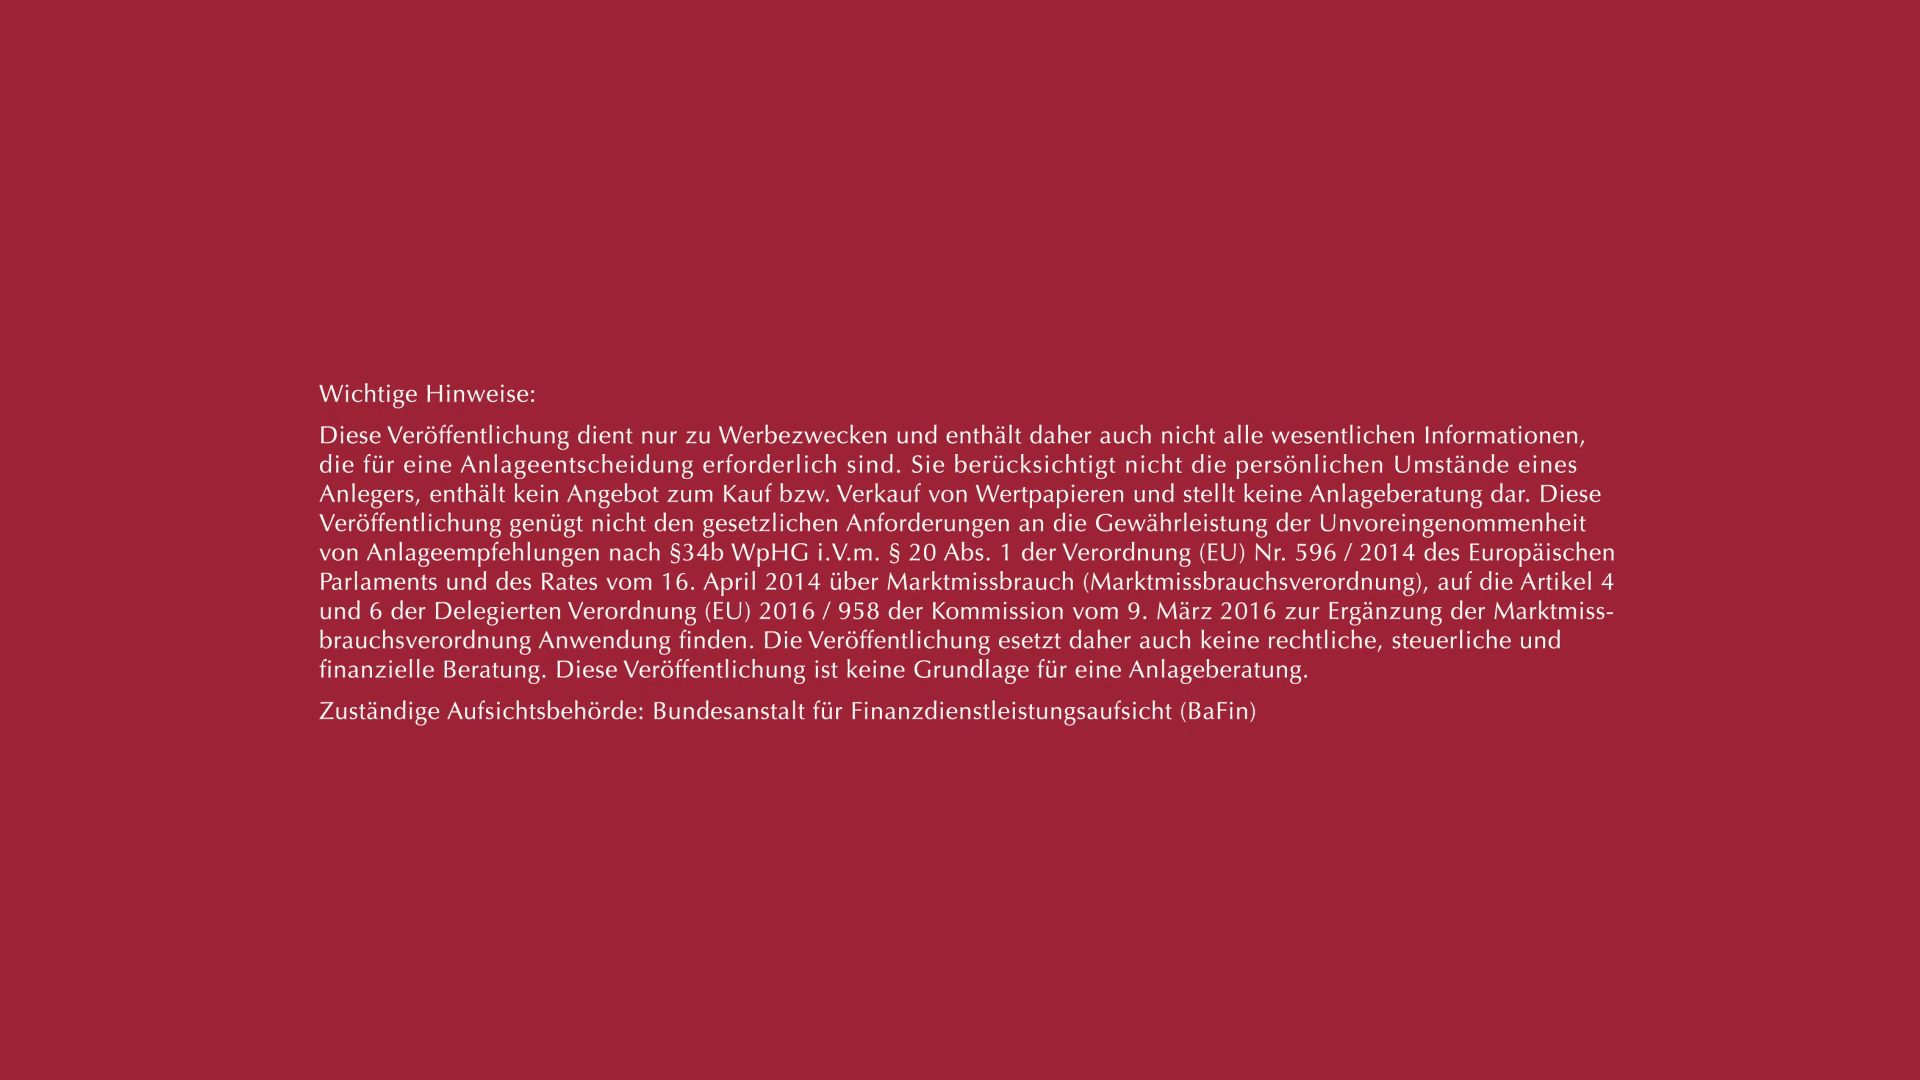 Wichtige Hinweise:
Diese Veröffentlichung dient nur zu Werbezwecken und enthält daher auch nicht alle wesentlichen Informationen,
die für eine Anlageentscheidung erforderlich sind. Sie berücksichtigt nicht die persönlichen Umstände eines
Anlegers, enthält kein Angebot zum Kauf bzw. Verkauf von Wertpapieren und stellt keine Anlageberatung dar. Diese
Veröffentlichung genügt nicht den gesetzlichen Anforderungen an die Gewährleistung der Unvoreingenommenheit
von Anlageempfehlungen nach §34b WpHG i.V.m. § 20 Abs. 1 der Verordnung (EU) Nr. 596 / 2014 des Europäischen
Parlaments und des Rates vom 16. April 2014 über Marktmissbrauch (Marktmissbrauchsverordnung), auf die Artikel 4
und 6 der Delegierten Verordnung (EU) 2016 / 958 der Kommission vom 9. März 2016 zur Ergänzung der Marktmiss-
brauchsverordnung Anwendung finden. Die Veröffentlichung esetzt daher auch keine rechtliche, steuerliche und
finanzielle Beratung. Diese Veröffentlichung ist keine Grundlage für eine Anlageberatung.
Zuständige Aufsichtsbehörde: Bundesanstalt für Finanzdienstleistungsaufsicht (BaFin)